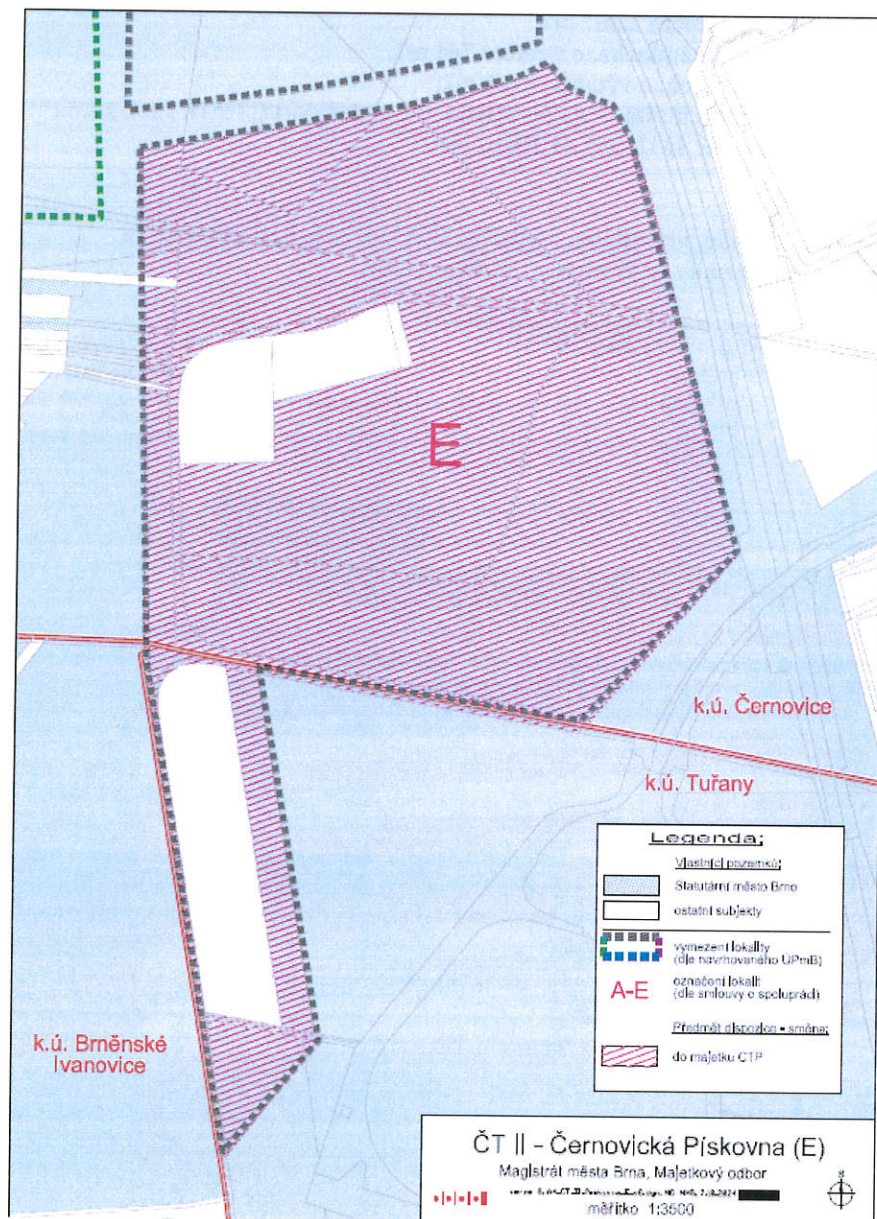 E
k.ú. Černovice
k.ú. Tuřany
k.ú. Brněnské
Ivanovice
Legenda:
Vlastníci pozemků:
Statutární město Brno
ostatní subjekty
vymezení lokality
(dle navrhovaného ÚPmB)
A-E
označení lokalit
(dle smlouvy o spolupráci)
Předmět dispozice - směna:
do majetku CTP
ČT II - Černovická Pískovna (E)
Magistrát města Brna, Majetkový odbor
měřítko 1:3500